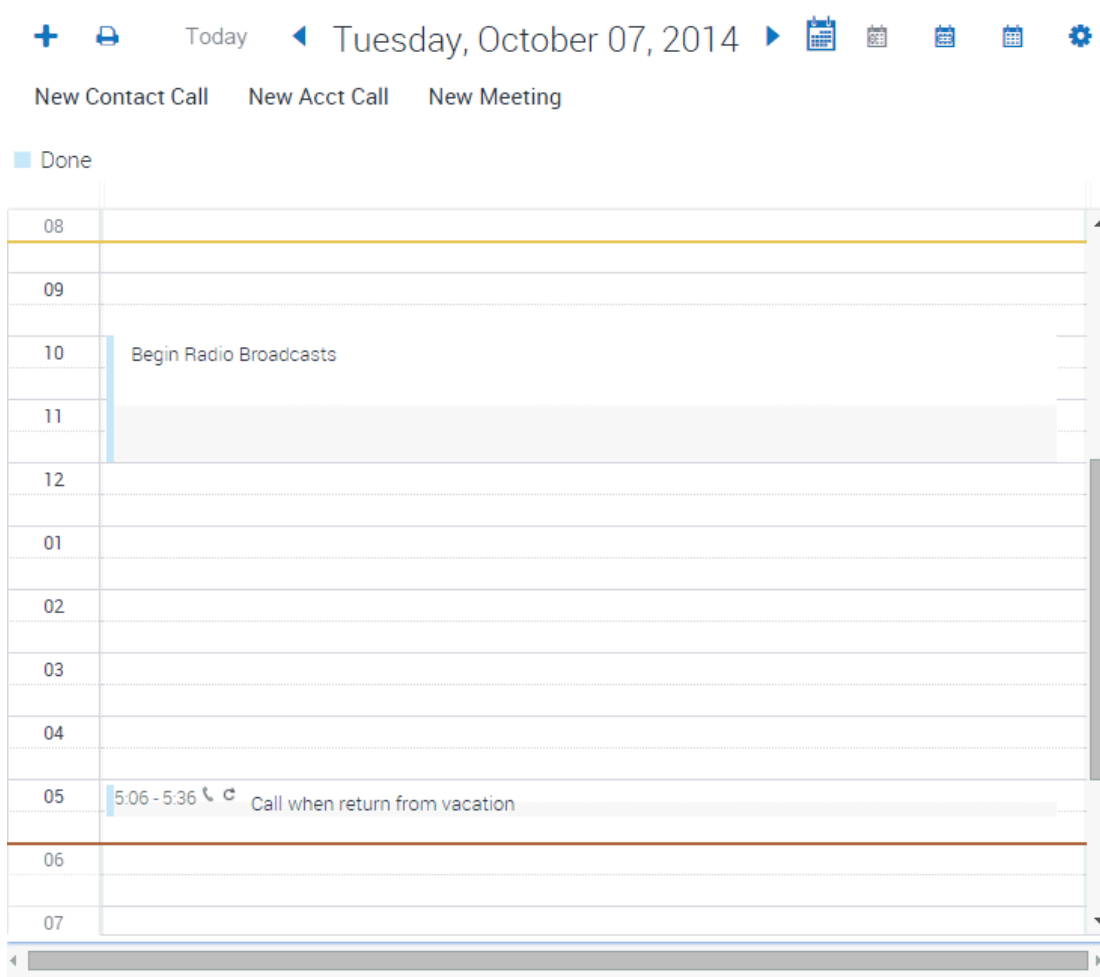 Today Tuesday, October 07, 2014
New Contact Call New Acct Call New Meeting
Done
08
09
10 Begin Radio Broadcasts
11
12
01
02
03
04
05 5:06 - 5:36 Call when return from vacation
06
07